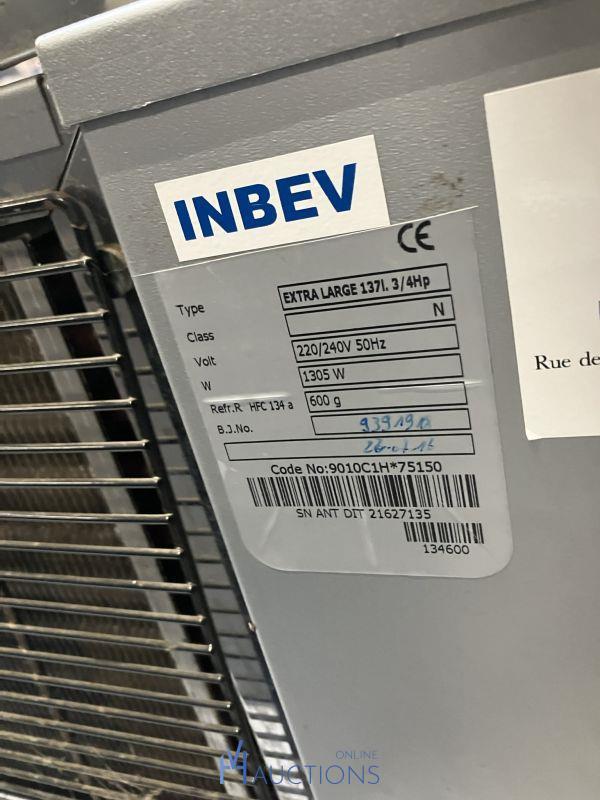 INBEV
CE
Type EXTRA LARGE 137l. 3/4Hp
Class N
Volt 220/240V 50Hz
W 1305 W
Refr.R. HFC 134 a 600 g
B.J.No.
Code No:9010C1H*75150
SN ANT DIT 21627135
134600
Rue de
ONLINE
AUCTIONS